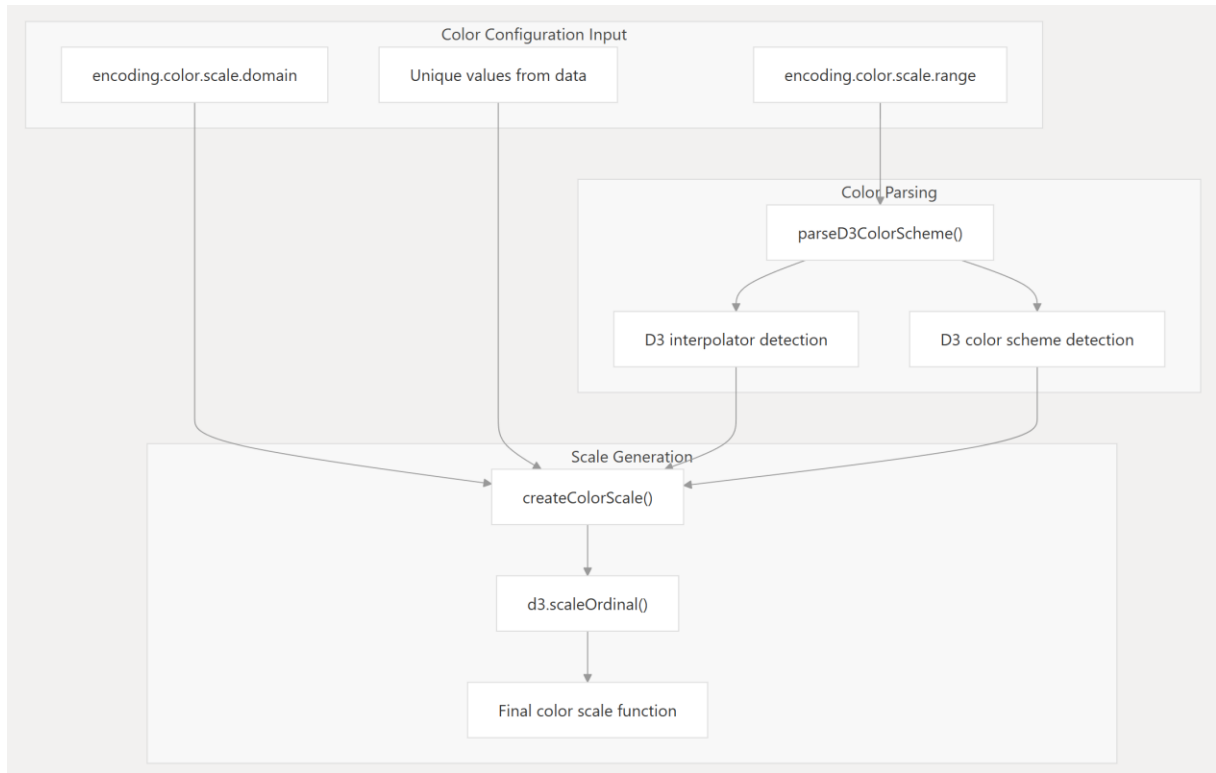 Color Configuration Input
encoding.color.scale.domain
Unique values from data
encoding.color.scale.range
Color Parsing
parseD3ColorScheme()
D3 interpolator detection
D3 color scheme detection
Scale Generation
createColorScale()
d3.scaleOrdinal()
Final color scale function